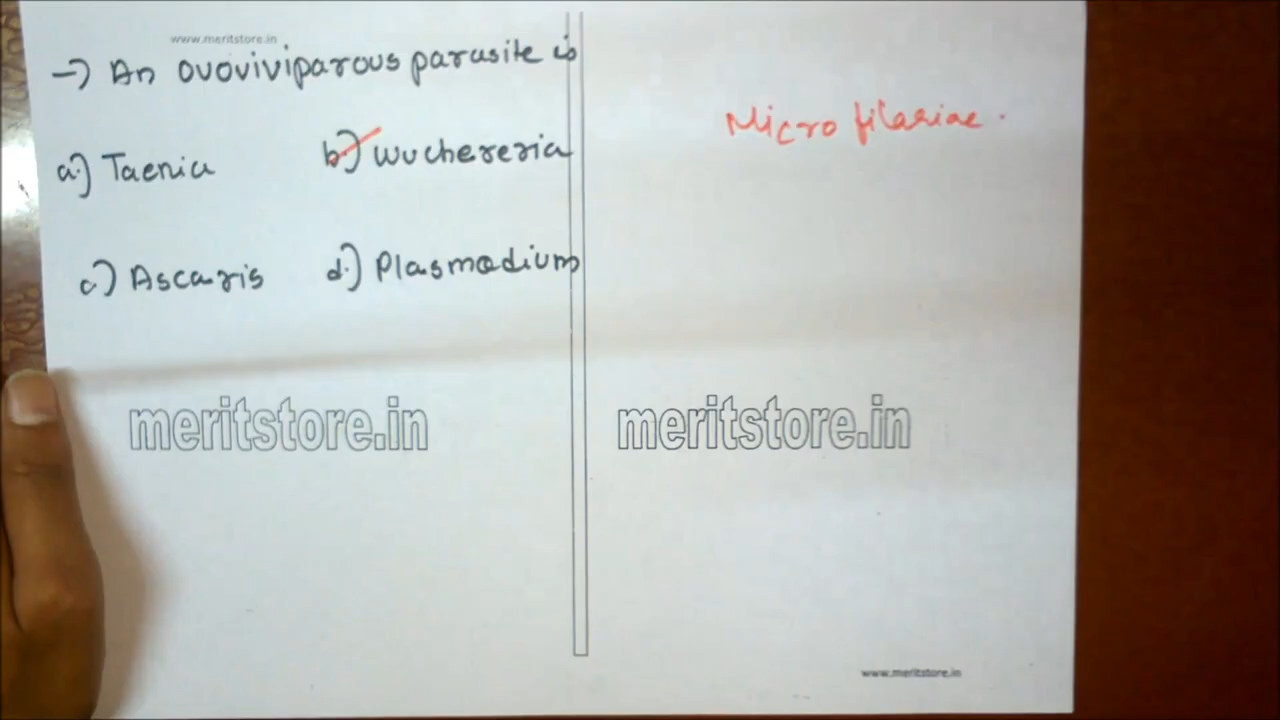 www.meritstore.in
→) An ovoviviparous parasite is
a) Taenia
b) Wuchereria
c) Ascaris
d) Plasmodium
Micro filariae.
meritstore.in
meritstore.in
www.meritstore.in